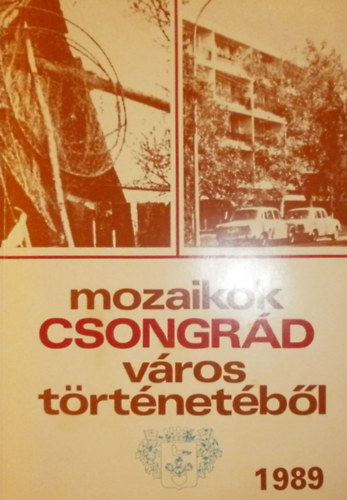 mozaikok
CSONGRÁD
város
történetéből
1989